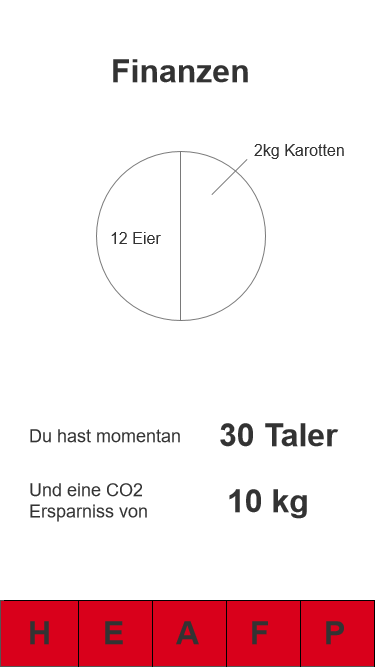 Finanzen
2kg Karotten
12 Eier
Du hast momentan 30 Taler
Und eine CO2
Ersparniss von 10 kg
H E A F P